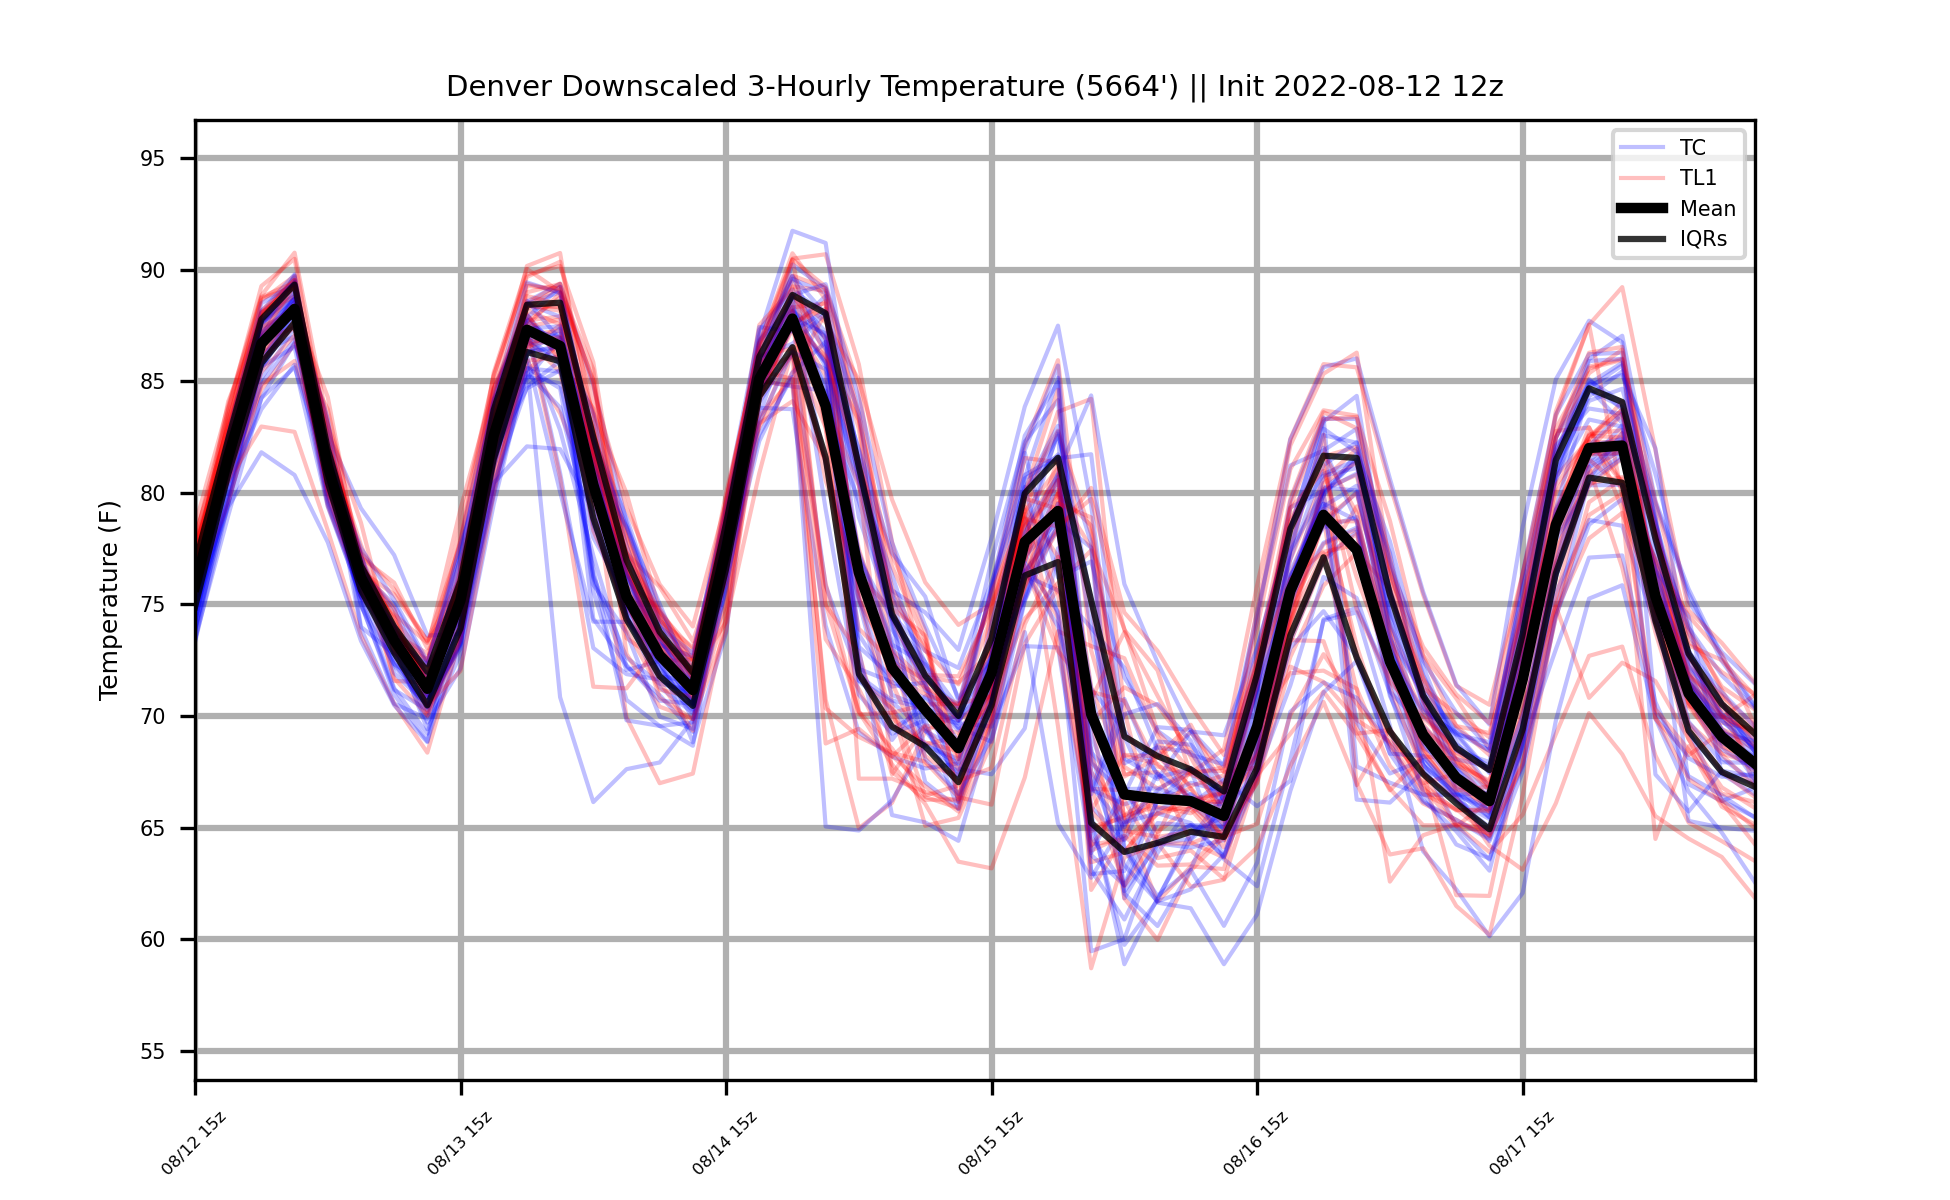 Denver Downscaled 3-Hourly Temperature (5664') || Init 2022-08-12 12z
TC
TL1
Mean
IQRs
Temperature (F)
95
90
85
80
75
70
65
60
55
08/12 15z
08/13 15z
08/14 15z
08/15 15z
08/16 15z
08/17 15z